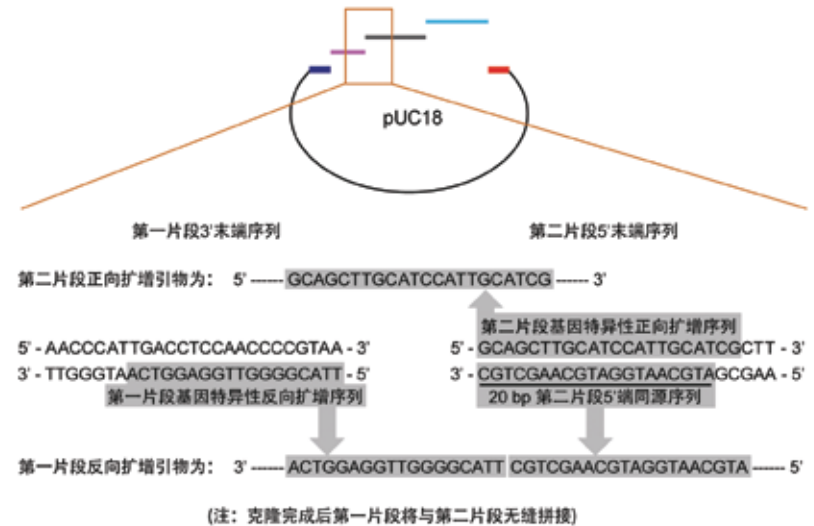 pUC18
第一片段3'末端序列 第二片段5'末端序列
第二片段正向扩增引物为: 5' ------ GCAGCTTGCATCCATTGCATCG ------ 3'
第二片段基因特异性正向扩增序列
5' - AACCCATTGACCTCCAACCCCGTAA - 3' 5' - GCAGCTTGCATCCATTGCATCGCTT - 3'
3' - TTGGGTAACTGGAGGTTGGGGCATT - 5' 3' - CGTCGAACGTAGGTAACGTAGCGAA - 5'
第一片段基因特异性反向扩增序列 20 bp 第二片段5'端同源序列
第一片段反向扩增引物为: 3' ------ ACTGGAGGTTGGGGCATT CGTCGAACGTAGGTAACGTA ------ 5'
(注: 克隆完成后第一片段将与第二片段无缝拼接)